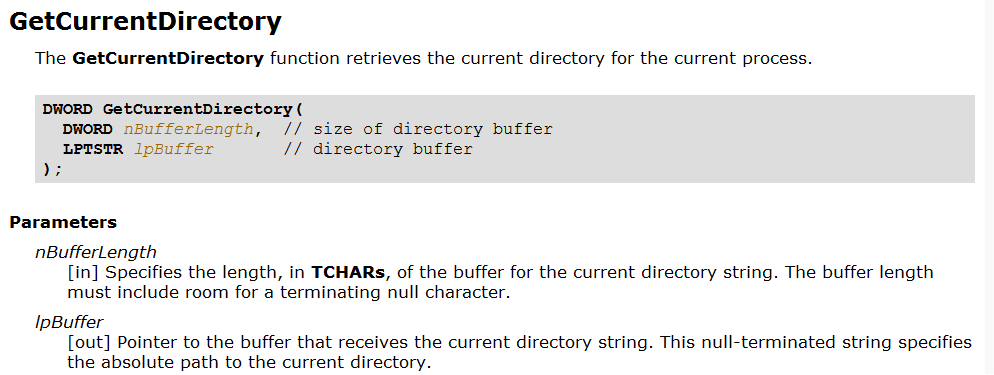 GetCurrentDirectory
The GetCurrentDirectory function retrieves the current directory for the current process.
DWORD GetCurrentDirectory(
  DWORD nBufferLength,  // size of directory buffer
  LPTSTR lpBuffer       // directory buffer
);
Parameters
nBufferLength
[in] Specifies the length, in TCHARs, of the buffer for the current directory string. The buffer length
must include room for a terminating null character.
lpBuffer
[out] Pointer to the buffer that receives the current directory string. This null-terminated string specifies
the absolute path to the current directory.